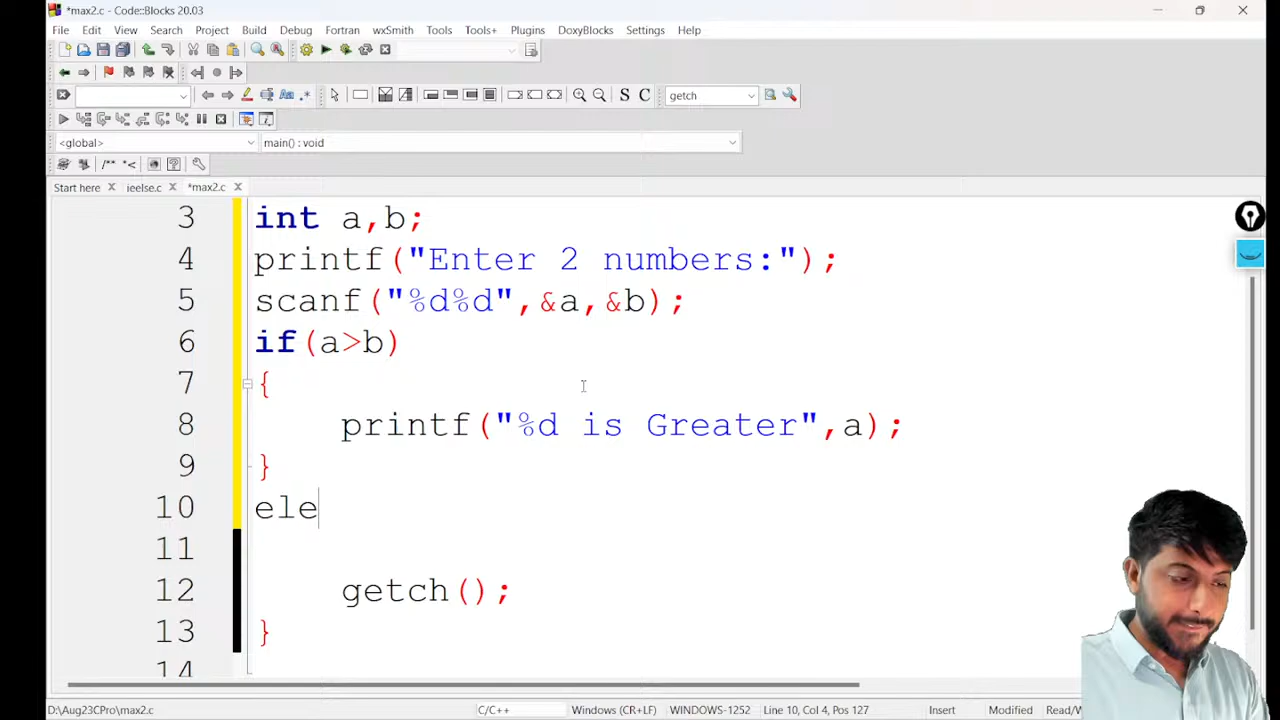 *max2.c - Code::Blocks 20.03
File Edit View Search Project Build Debug Fortran wxSmith Tools Tools+ Plugins DoxyBlocks Settings Help
S C getch
<global> main() : void
/** *<
Start here ieelse.c *max2.c
3 int a,b;
4 printf("Enter 2 numbers:");
5 scanf("%d%d",&a,&b);
6 if(a>b)
7 {
8 printf("%d is Greater",a);
9 }
10 ele
11
12 getch();
13 }
14
D:\Aug23CPro\max2.c C/C++ Windows (CR+LF) WINDOWS-1252 Line 10, Col 4, Pos 127 Insert Modified Read/W